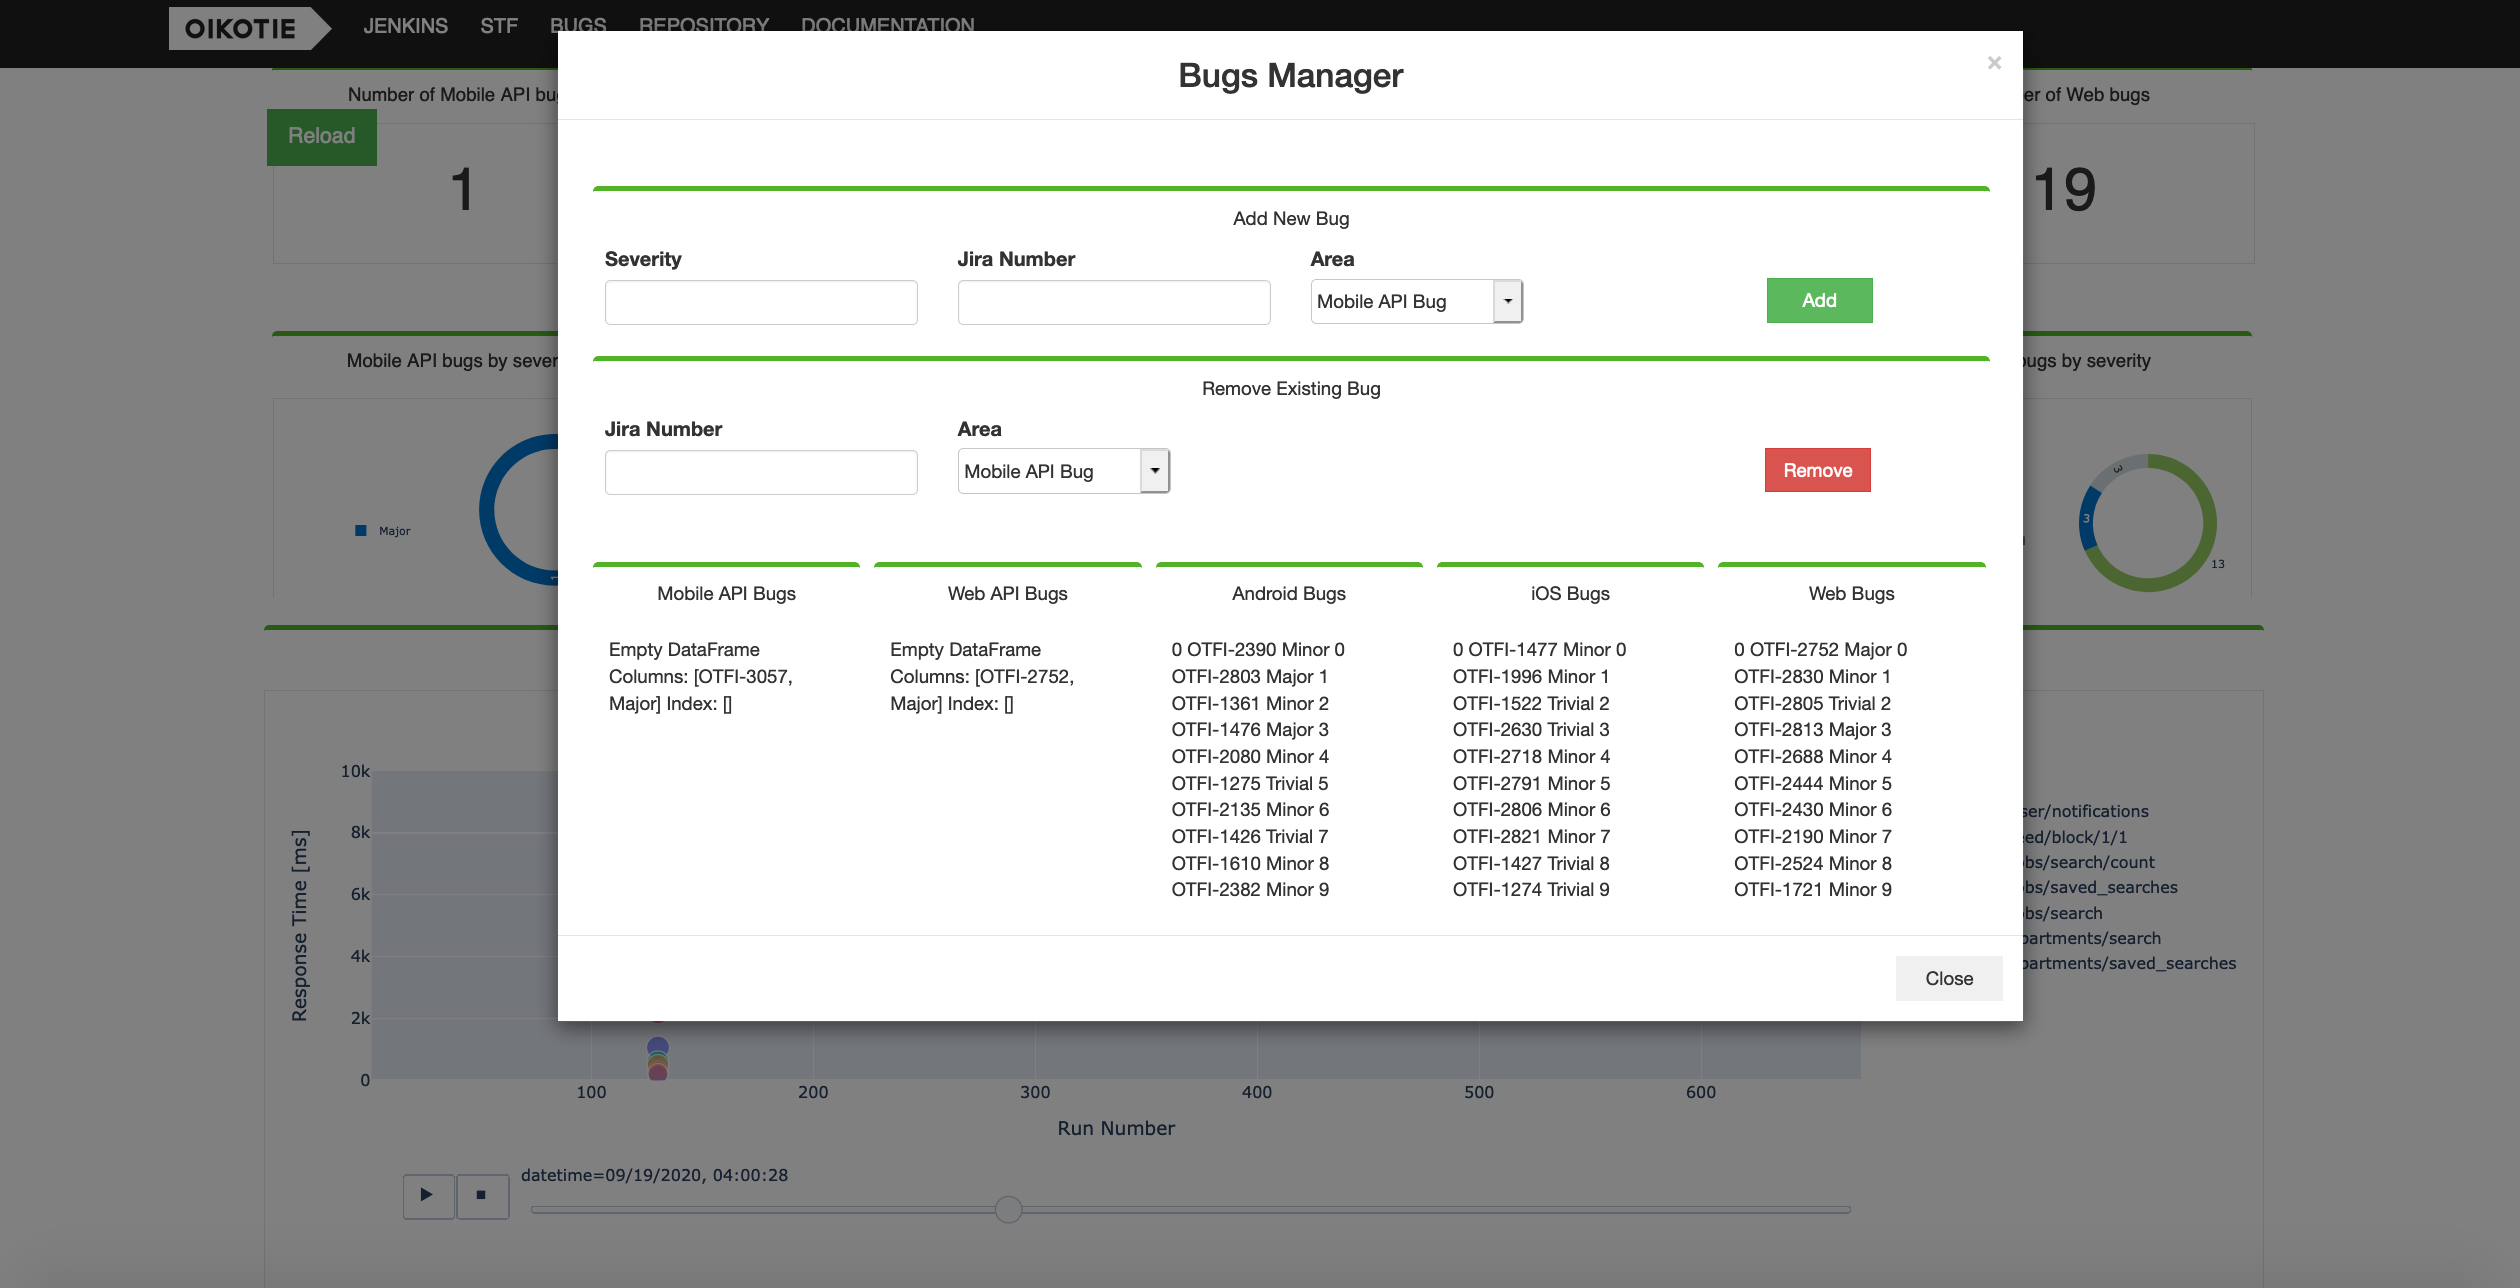 OIKOTIE
JENKINS STF BUGS REPOSITORY DOCUMENTATION
Bugs Manager
×
Number of Mobile API
of Web bugs
Reload
1
19
Add New Bug
Severity Jira Number Area
Mobile API Bug
Add
Mobile API bugs by
bugs by severity
Remove Existing Bug
Jira Number Area
Mobile API Bug
Remove
Major
3
3
13
Mobile API Bugs
Empty DataFrame
Columns: [OTFI-3057,
Major] Index: []
Web API Bugs
Empty DataFrame
Columns: [OTFI-2752,
Major] Index: []
Android Bugs
0 OTFI-2390 Minor 0
OTFI-2803 Major 1
OTFI-1361 Minor 2
OTFI-1476 Major 3
OTFI-2080 Minor 4
OTFI-1275 Trivial 5
OTFI-2135 Minor 6
OTFI-1426 Trivial 7
OTFI-1610 Minor 8
OTFI-2382 Minor 9
iOS Bugs
0 OTFI-1477 Minor 0
OTFI-1996 Minor 1
OTFI-1522 Trivial 2
OTFI-2630 Trivial 3
OTFI-2718 Minor 4
OTFI-2791 Minor 5
OTFI-2806 Minor 6
OTFI-2821 Minor 7
OTFI-1427 Trivial 8
OTFI-1274 Trivial 9
Web Bugs
0 OTFI-2752 Major 0
OTFI-2830 Minor 1
OTFI-2805 Trivial 2
OTFI-2813 Major 3
OTFI-2688 Minor 4
OTFI-2444 Minor 5
OTFI-2430 Minor 6
OTFI-2190 Minor 7
OTFI-2524 Minor 8
OTFI-1721 Minor 9
Close
Response Time [ms]
10k
8k
6k
4k
2k
0
ser/notifications
eed/block/1/1
obs/search/count
obs/saved_searches
obs/search
partments/search
partments/saved_searches
100 200 300 400 500 600
Run Number
datetime=09/19/2020, 04:00:28